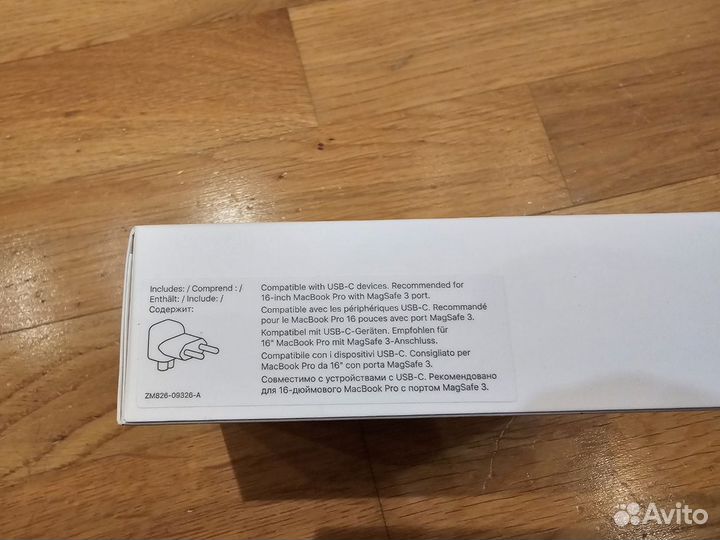 Includes: / Comprend : /
Enthält: / Include: /
Содержит:
ZM826-09326-A
Compatible with USB-C devices. Recommended for
16-inch MacBook Pro with MagSafe 3 port.
Compatible avec les périphériques USB-C. Recommandé
pour le MacBook Pro 16 pouces avec port MagSafe 3.
Kompatibel mit USB-C-Geräten. Empfohlen für
16" MacBook Pro mit MagSafe 3-Anschluss.
Compatibile con i dispositivi USB-C. Consigliato per
MacBook Pro da 16" con porta MagSafe 3.
Совместимо с устройствами с USB-C. Рекомендовано
для 16-дюймового MacBook Pro с портом MagSafe 3.
Avito